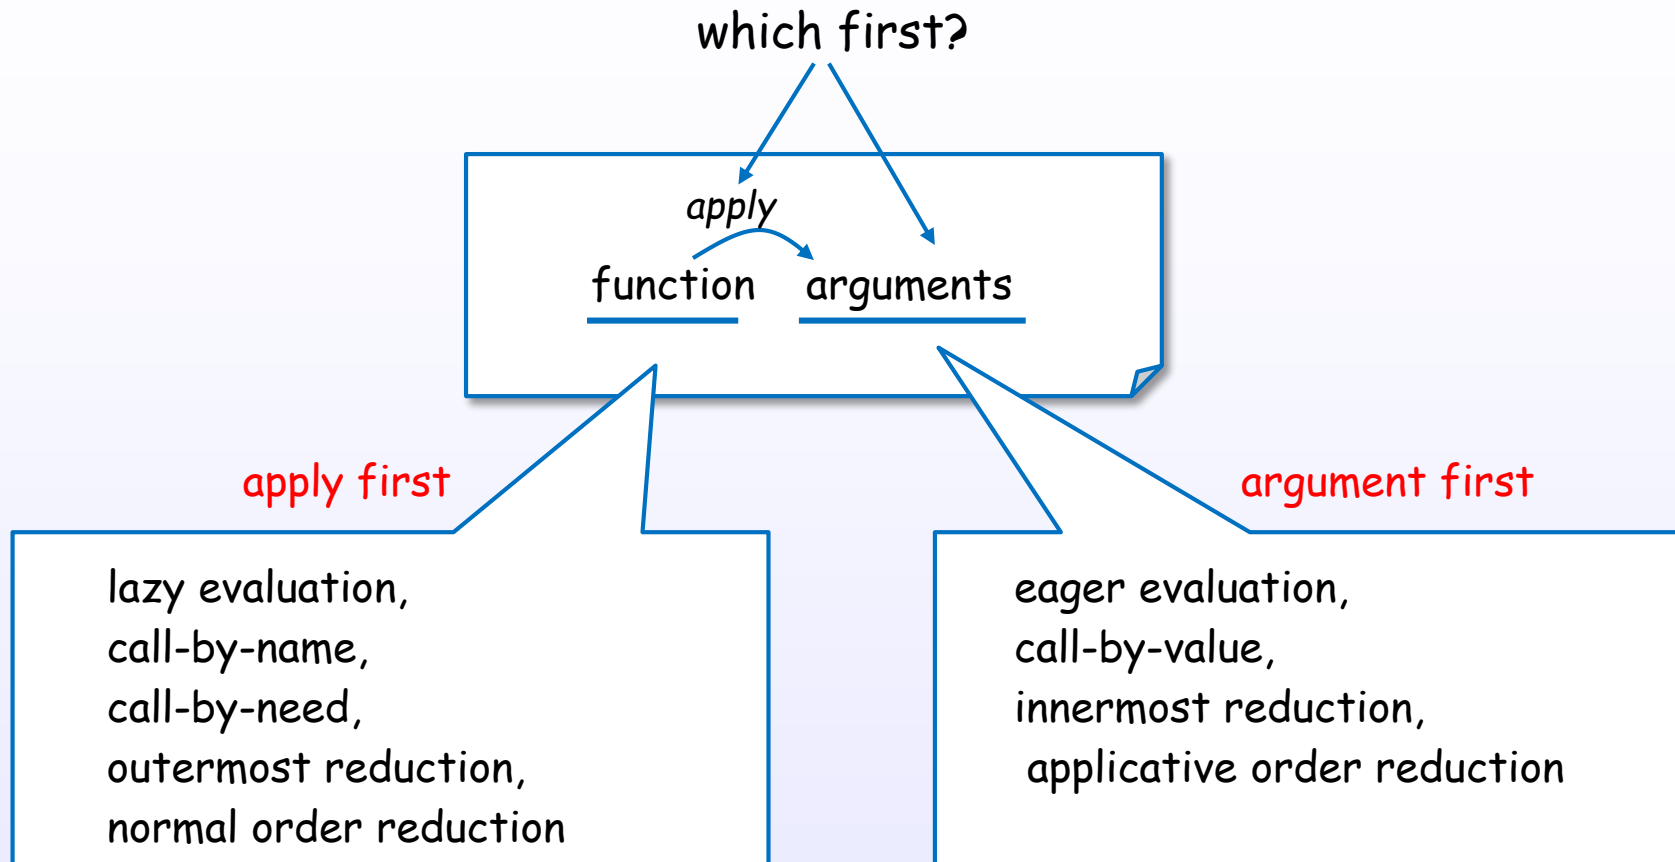 which first?
apply
function arguments
apply first
lazy evaluation,
call-by-name,
call-by-need,
outermost reduction,
normal order reduction
argument first
eager evaluation,
call-by-value,
innermost reduction,
applicative order reduction